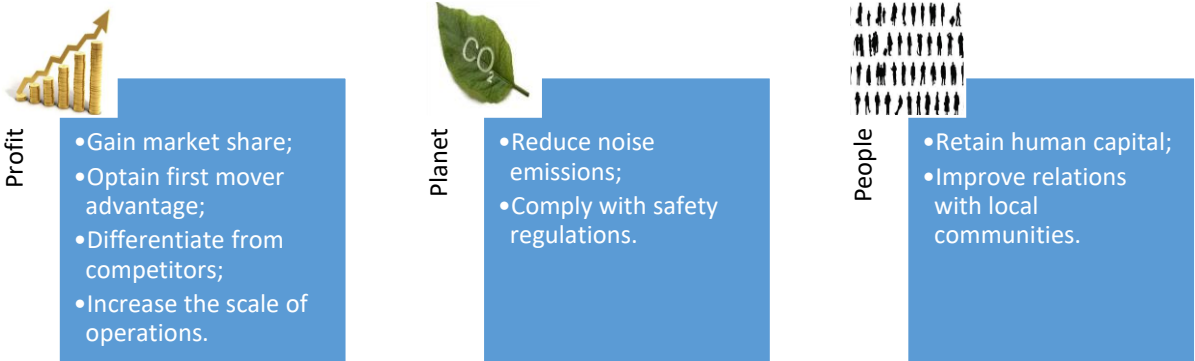 Profit
•Gain market share;
•Optain first mover
advantage;
•Differentiate from
competitors;
•Increase the scale of
operations.
CO2
Planet
•Reduce noise
emissions;
•Comply with safety
regulations.
People
•Retain human capital;
•Improve relations
with local
communities.